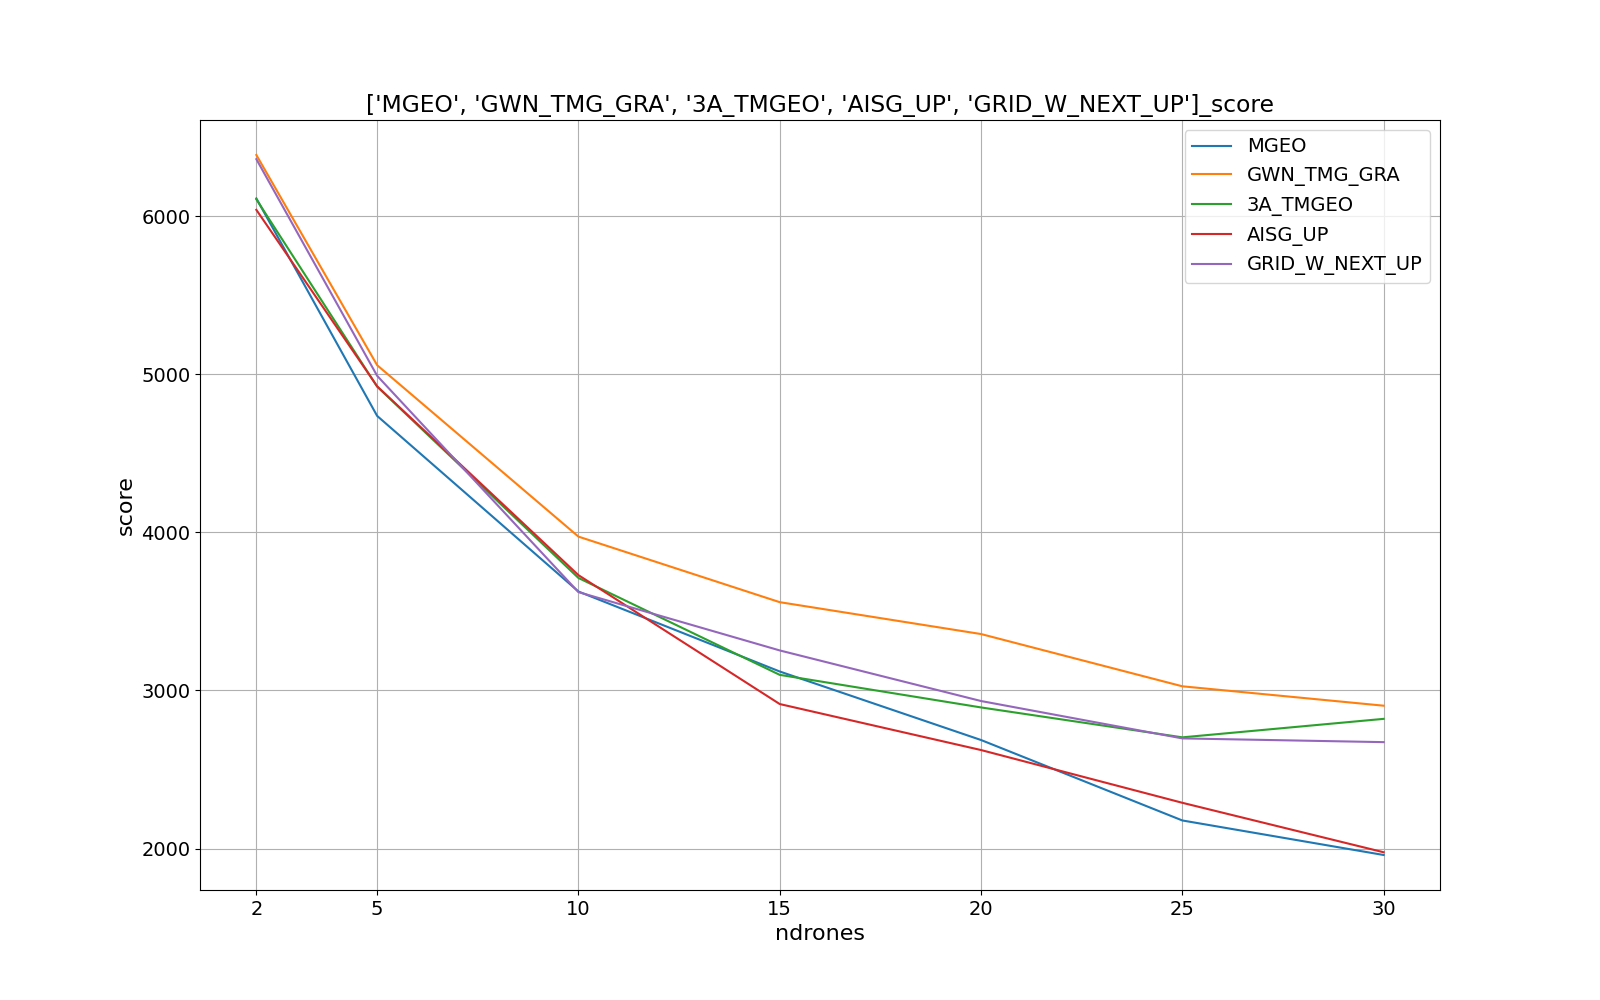 ['MGEO', 'GWN_TMG_GRA', '3A_TMGEO', 'AISG_UP', 'GRID_W_NEXT_UP']_score
MGEO
GWN_TMG_GRA
3A_TMGEO
AISG_UP
GRID_W_NEXT_UP
6000
5000
4000
3000
2000
score
2 5 10 15 20 25 30
ndrones